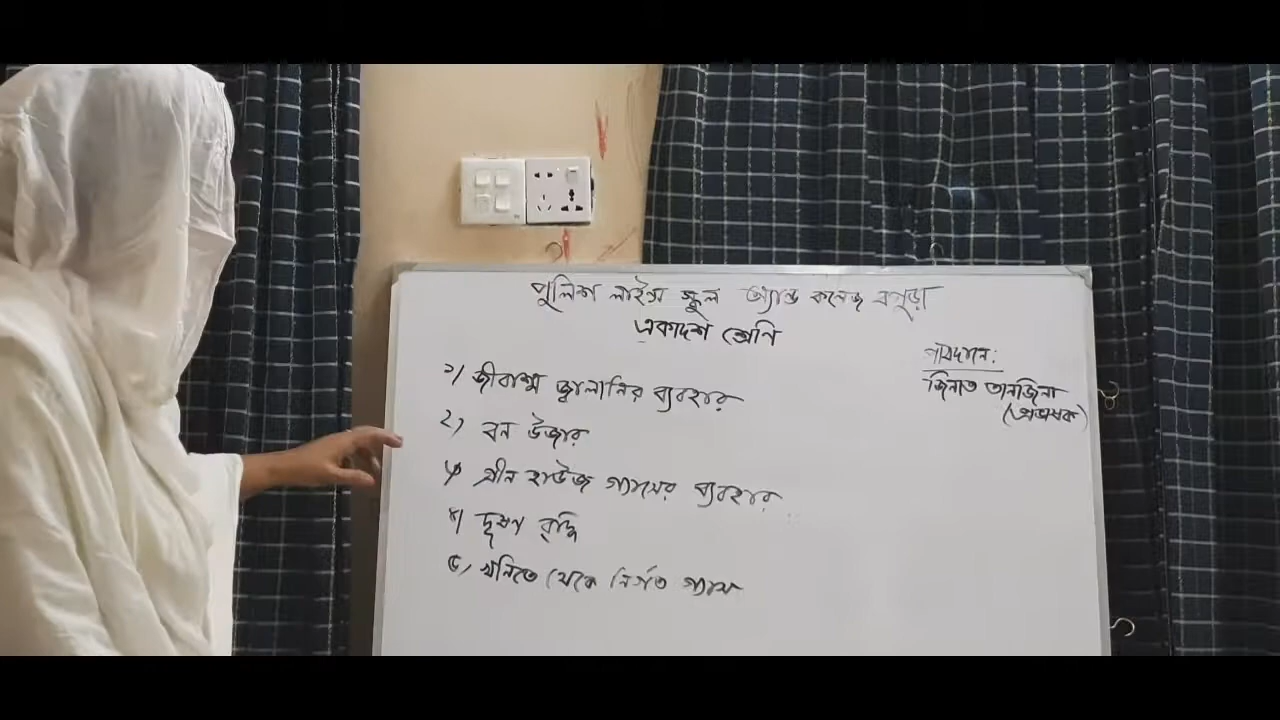 পুলিশ লাইন্স স্কুল অ্যান্ড কলেজ বগুড়া
একাদশ শ্রেণি
পাঠদানে:
জিনাত তানজিনা
(প্রভাষক)
১/ জীবাশ্ম জ্বালানির ব্যবহার
২) বন উজার
৩) গ্রীন হাউজ গ্যাসের ব্যবহার
৪/ দূষণ বৃদ্ধি
৫) খনিতে থেকে নির্গত গ্যাস